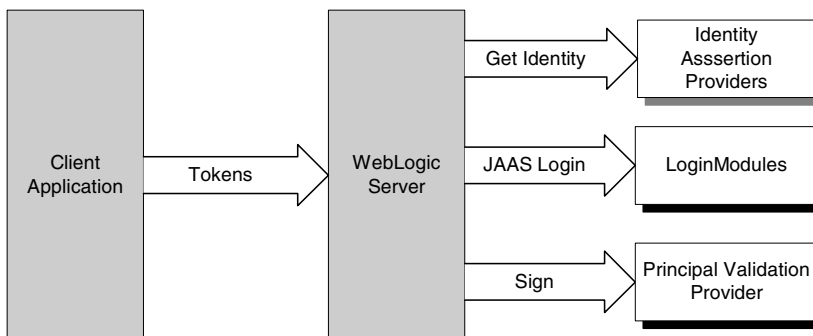 Client
Application
Tokens
WebLogic
Server
Get Identity
Identity
Asssertion
Providers
JAAS Login
LoginModules
Sign
Principal Validation
Provider